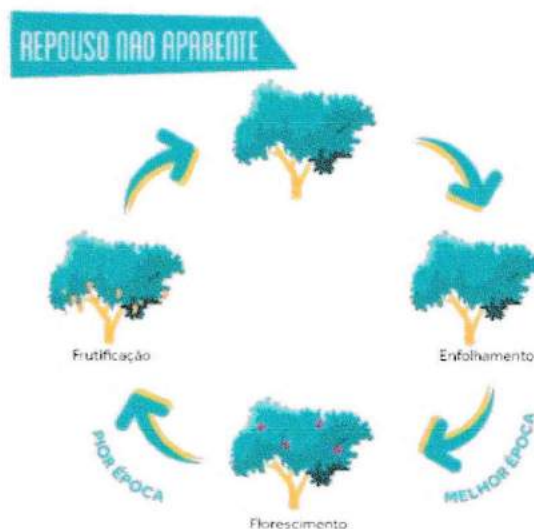 REPOUSO NAO APARENTE
Frutificação
Enfolhamento
PIOR ÉPOCA
MELHOR ÉPOCA
Florescimento